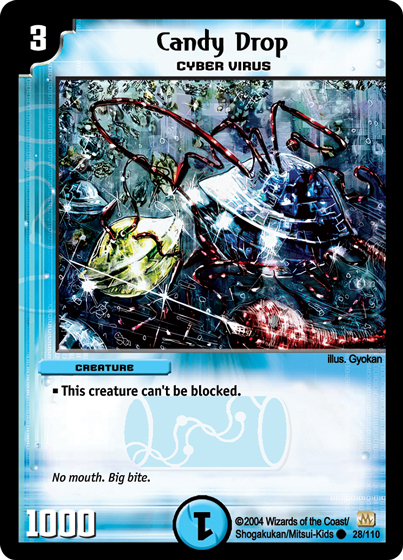 3
Candy Drop
CYBER VIRUS
illus. Gyokan
CREATURE
▪ This creature can't be blocked.
No mouth. Big bite.
1000
1
©2004 Wizards of the Coast/
Shogakukan/Mitsui-Kids ● 28/110